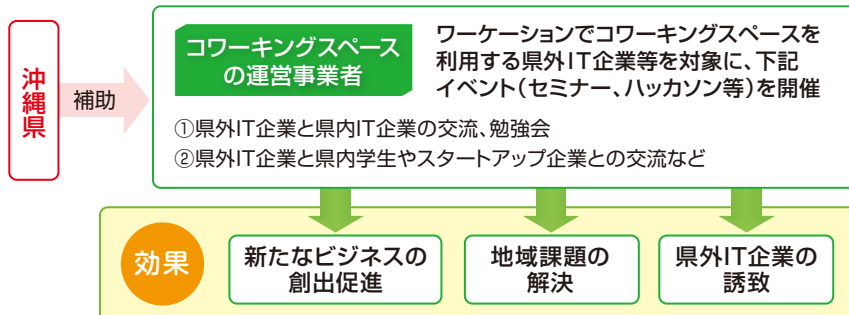 沖縄県
補助
コワーキングスペース
の運営事業者
ワーケーションでコワーキングスペースを
利用する県外IT企業等を対象に、下記
イベント(セミナー、ハッカソン等)を開催
①県外IT企業と県内IT企業の交流、勉強会
②県外IT企業と県内学生やスタートアップ企業との交流など
効果
新たなビジネスの
創出促進
地域課題の
解決
県外IT企業の
誘致